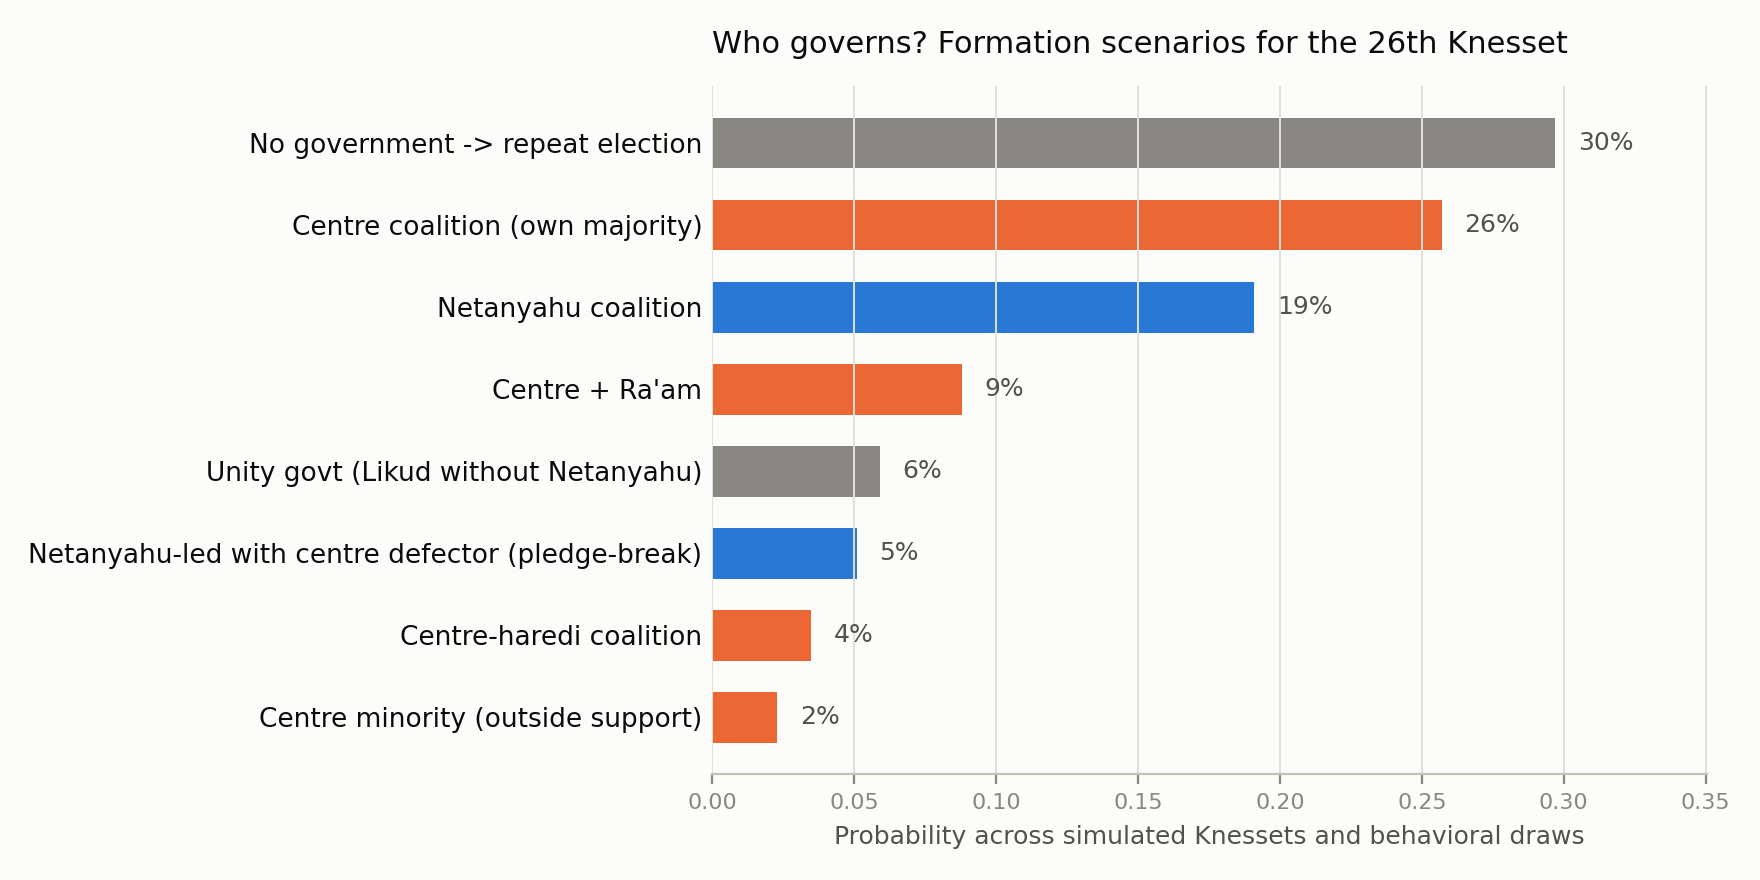 Who governs? Formation scenarios for the 26th Knesset
No government -> repeat election
30%
Centre coalition (own majority)
26%
Netanyahu coalition
19%
Centre + Ra'am
9%
Unity govt (Likud without Netanyahu)
6%
Netanyahu-led with centre defector (pledge-break)
5%
Centre-haredi coalition
4%
Centre minority (outside support)
2%
0.00 0.05 0.10 0.15 0.20 0.25 0.30 0.35
Probability across simulated Knessets and behavioral draws